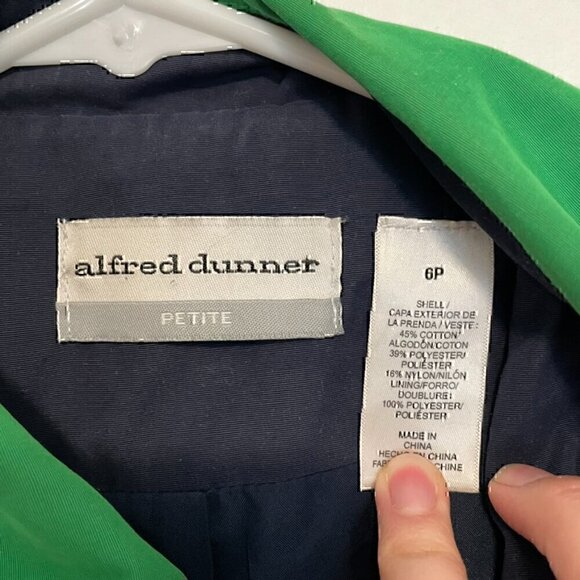 alfred dunner
PETITE
6P
SHELL/
CAPA EXTERIOR DE
LA PRENDA / VESTE:
45% COTTON/
ALGODÓN/COTON
39% POLYESTER/
POLIÉSTER
16% NYLON/NILÓN
LINING/FORRO/
DOUBLURE:
100% POLYESTER/
POLIÉSTER
MADE IN
CHINA
EN CHINA
CHINE